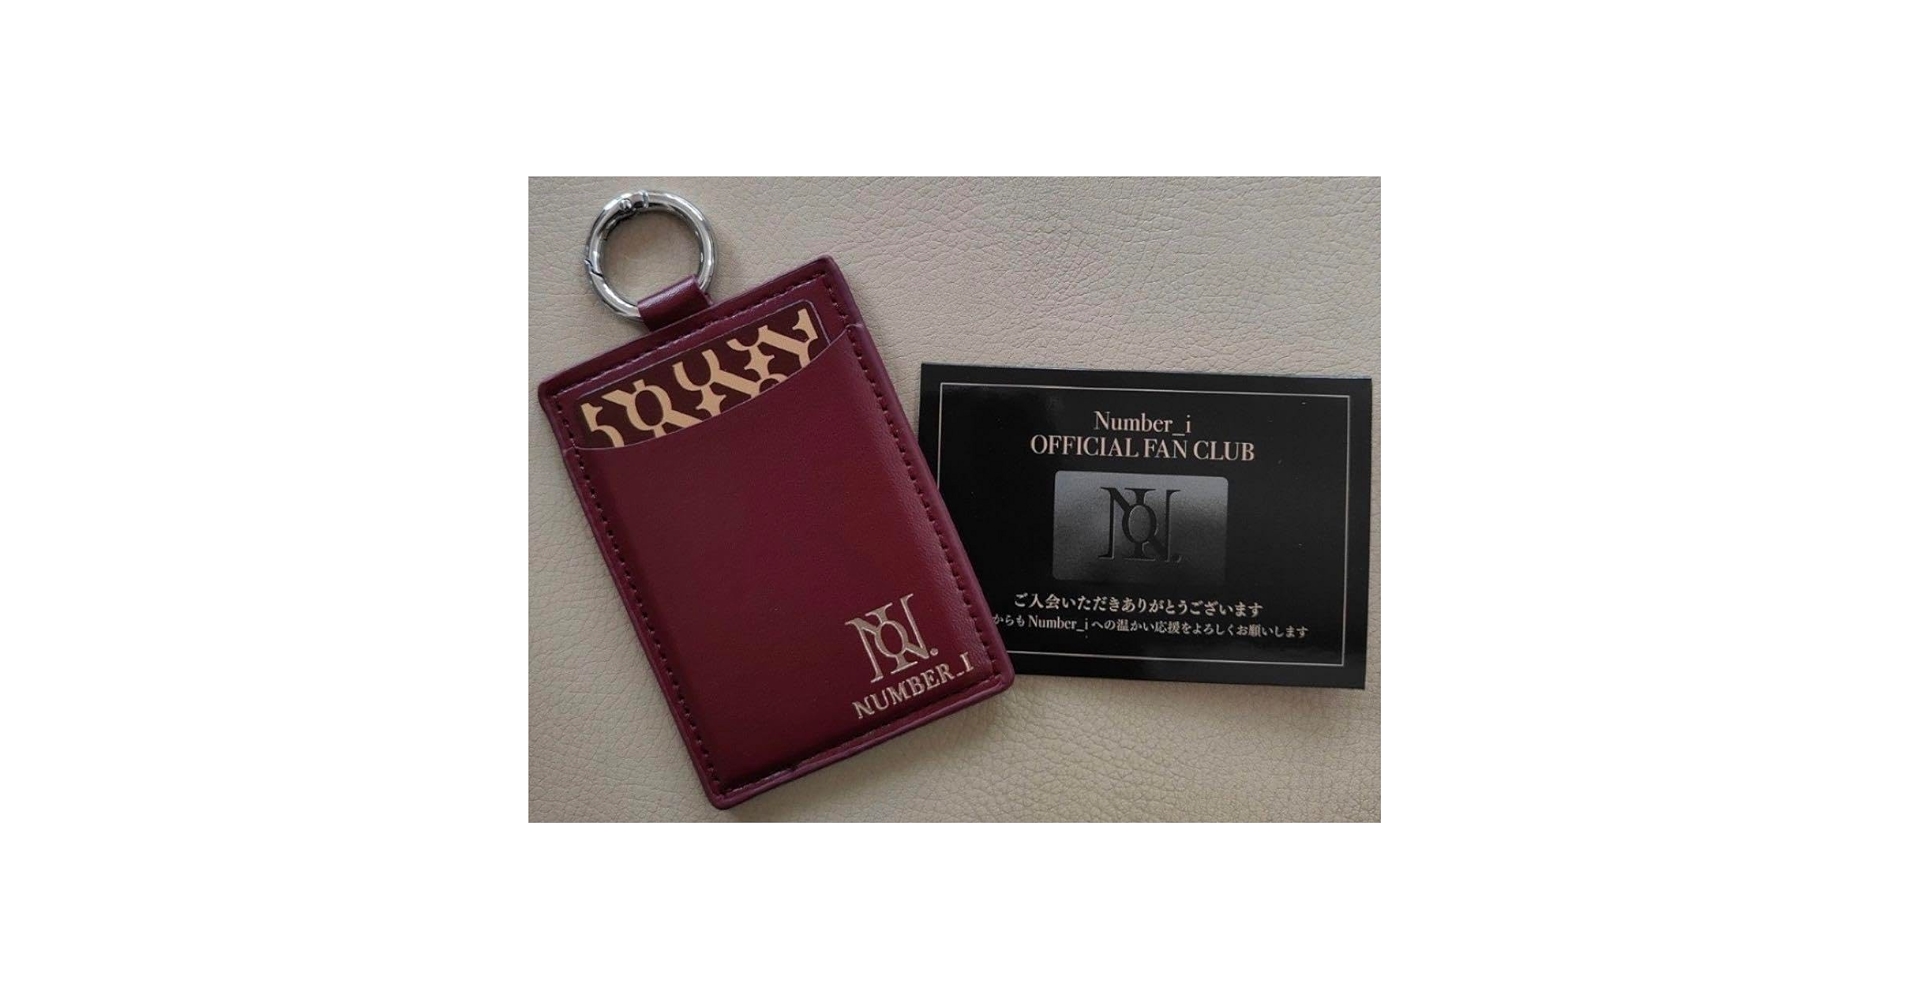 NUMBER_I
Number_i
OFFICIAL FAN CLUB
ご入会いただきありがとうございます
からも Number_i への温かい応援をよろしくお願いします